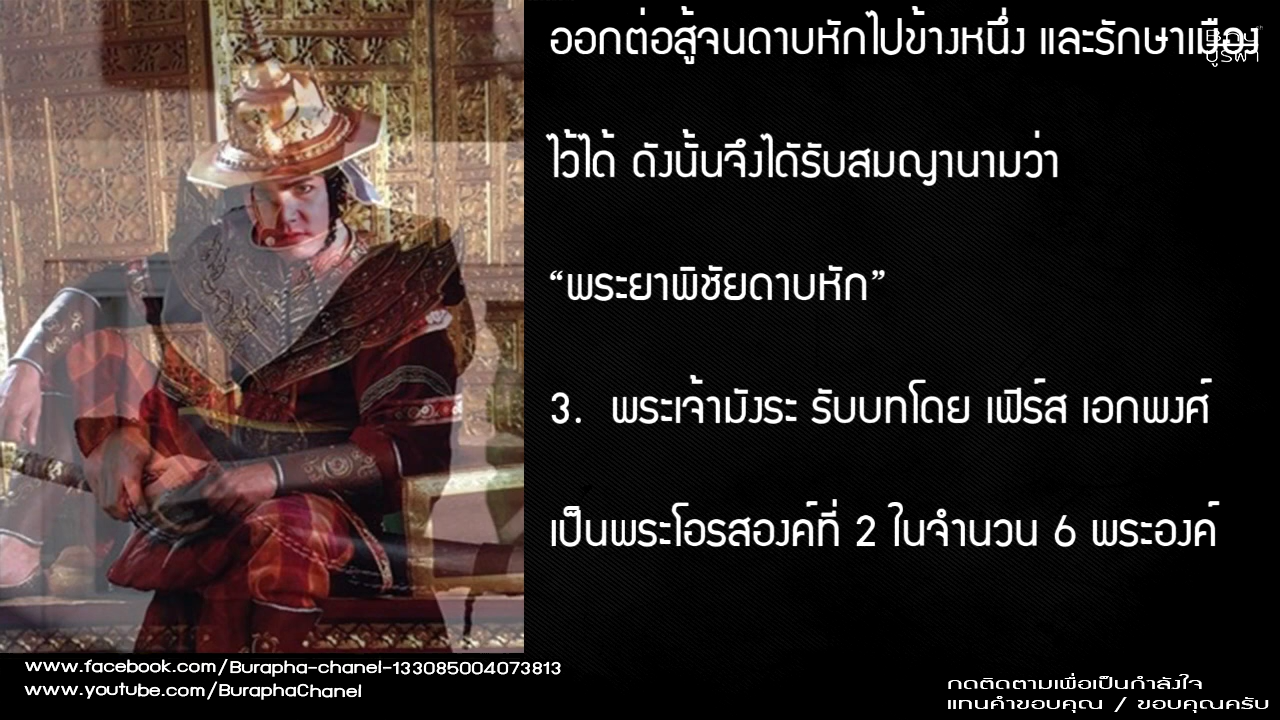 ออกต่อสู้จนดาบหักไปข้างหนึ่ง และรักษาเมือง
บูรพา
ไว้ได้ ดังนั้นจึงได้รับสมญานามว่า
“พระยาพิชัยดาบหัก”
3. พระเจ้ามังระ รับบทโดย เฟิร์ส เอกพงศ์
เป็นพระโอรสองค์ที่ 2 ในจำนวน 6 พระองค์
www.facebook.com/Burapha-chanel-133085004073813
www.youtube.com/BuraphaChanel
กดติดตามเพื่อเป็นกำลังใจ
แทนคำขอบคุณ / ขอบคุณครับ